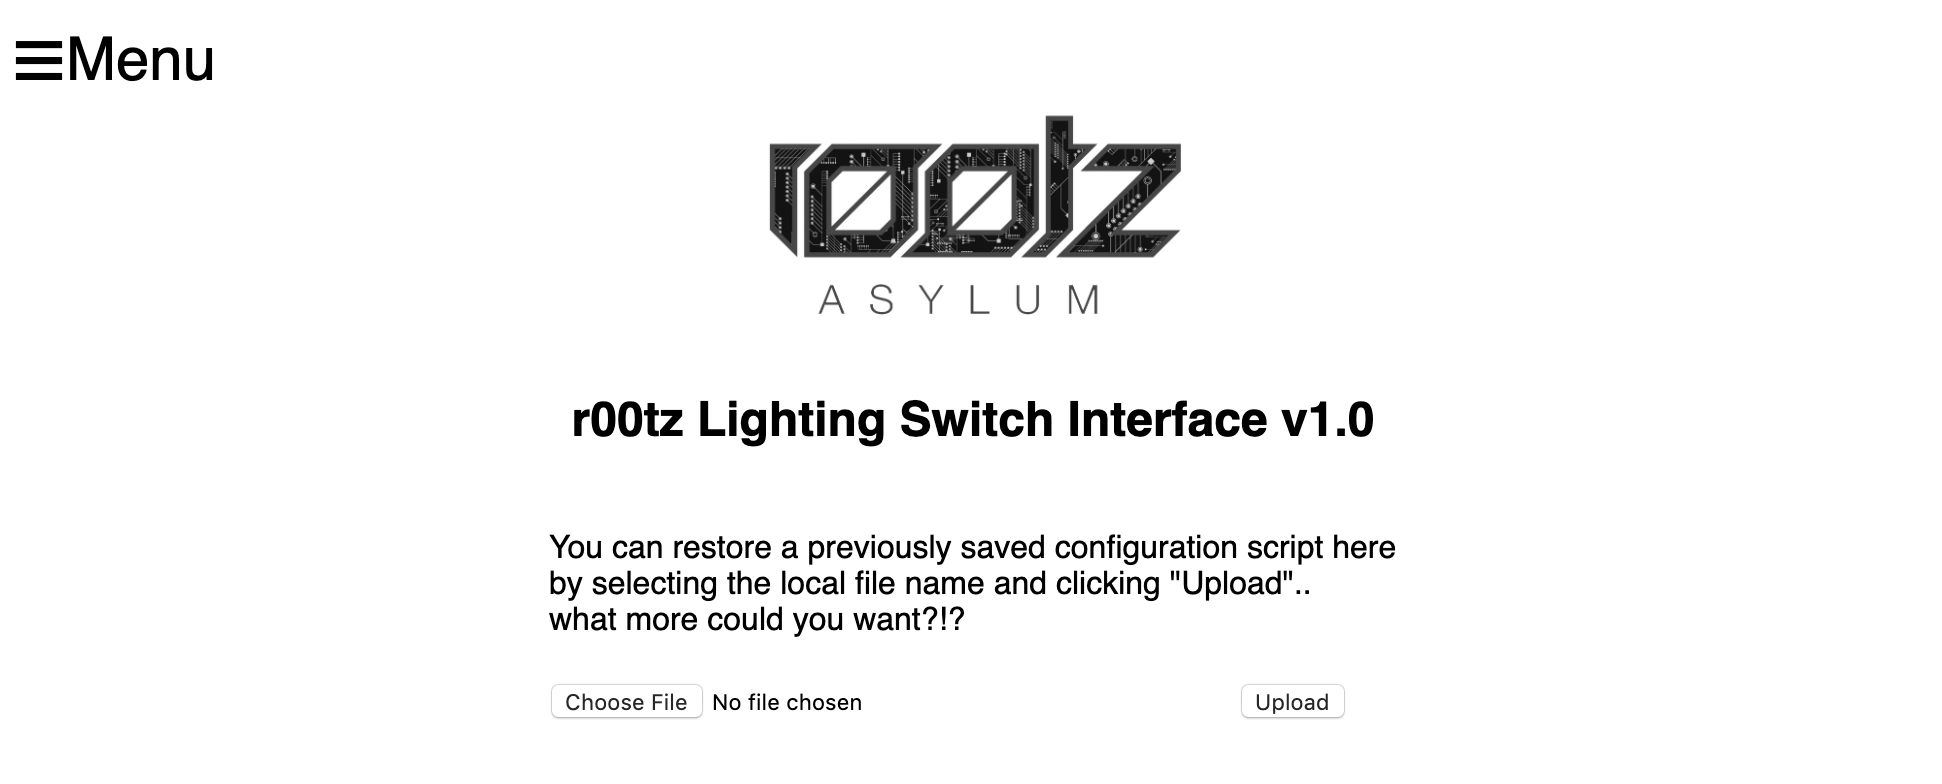 Menu
r00tz
ASYLUM
r00tz Lighting Switch Interface v1.0
You can restore a previously saved configuration script here
by selecting the local file name and clicking "Upload"..
what more could you want?!?
Choose File No file chosen Upload